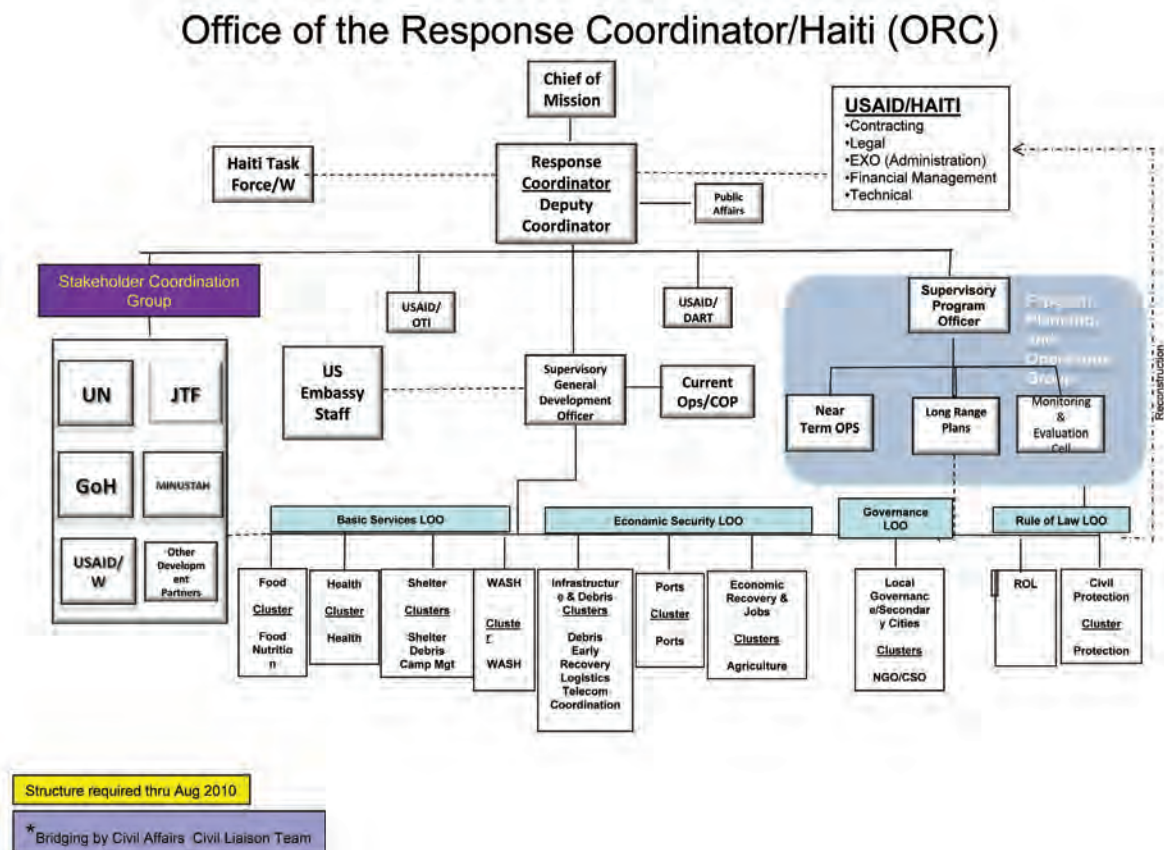 Office of the Response Coordinator/Haiti (ORC)
Chief of
Mission
Haiti Task
Force/W
Response
Coordinator
Deputy
Coordinator
Public
Affairs
USAID/HAITI
•Contracting
•Legal
•EXO (Administration)
•Financial Management
•Technical
Stakeholder Coordination
Group
USAID/
OTI
USAID/
DART
Supervisory
Program
Officer
Program,
Planning,
and
Operations
Group
Reconstruction
UN
JTF
GoH
MINUSTAH
USAID/
W
Other
Developm
ent
Partners
US
Embassy
Staff
Supervisory
General
Development
Officer
Current
Ops/COP
Near
Term OPS
Long Range
Plans
Monitoring
&
Evaluation
Cell
Basic Services LOO
Economic Security LOO
Governance
LOO
Rule of Law LOO
Food
Cluster
Food
Nutritio
n
Health
Cluster
Health
Shelter
Clusters
Shelter
Debris
Camp Mgt
WASH
Cluste
r
WASH
Infrastructur
e & Debris
Clusters
Debris
Early
Recovery
Logistics
Telecom
Coordination
Ports
Cluster
Ports
Economic
Recovery &
Jobs
Clusters
Agriculture
Local
Governanc
e/Secondar
y Cities
Clusters
NGO/CSO
ROL
Civil
Protection
Cluster
Protection
Structure required thru Aug 2010
*Bridging by Civil Affairs Civil Liaison Team